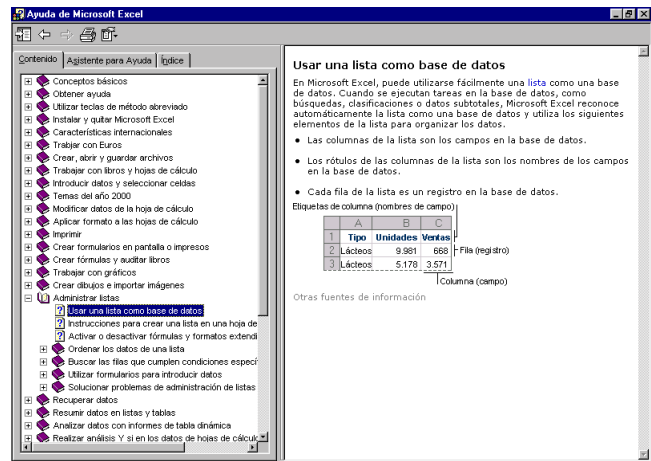 Ayuda de Microsoft Excel
Contenido
Asistente para Ayuda
Índice
Conceptos básicos
Obtener ayuda
Utilizar teclas de método abreviado
Instalar y quitar Microsoft Excel
Características internacionales
Trabajar con Euros
Crear, abrir y guardar archivos
Trabajar con libros y hojas de cálculo
Introducir datos y seleccionar celdas
Temas del año 2000
Modificar datos de la hoja de cálculo
Aplicar formato a las hojas de cálculo
Imprimir
Crear formularios en pantalla o impresos
Crear fórmulas y auditar libros
Trabajar con gráficos
Crear dibujos e importar imágenes
Administrar listas
Usar una lista como base de datos
Instrucciones para crear una lista en una hoja de
Activar o desactivar fórmulas y formatos extendi
Ordenar los datos de una lista
Buscar las filas que cumplen condiciones especí
Utilizar formularios para introducir datos
Solucionar problemas de administración de listas
Recuperar datos
Resumir datos en listas y tablas
Analizar datos con informes de tabla dinámica
Realizar análisis Y si en los datos de hojas de cálculo
Usar una lista como base de datos
En Microsoft Excel, puede utilizarse fácilmente una lista como una base
de datos. Cuando se ejecutan tareas en la base de datos, como
búsquedas, clasificaciones o datos subtotales, Microsoft Excel reconoce
automáticamente la lista como una base de datos y utiliza los siguientes
elementos de la lista para organizar los datos.
• Las columnas de la lista son los campos en la base de datos.
• Los rótulos de las columnas de la lista son los nombres de los campos
en la base de datos.
• Cada fila de la lista es un registro en la base de datos.
Etiquetas de columna (nombres de campo)
A B C
1 Tipo Unidades Ventas
2 Lácteos 9.981 668 Fila (registro)
3 Lácteos 5.178 3.571
Columna (campo)
Otras fuentes de información